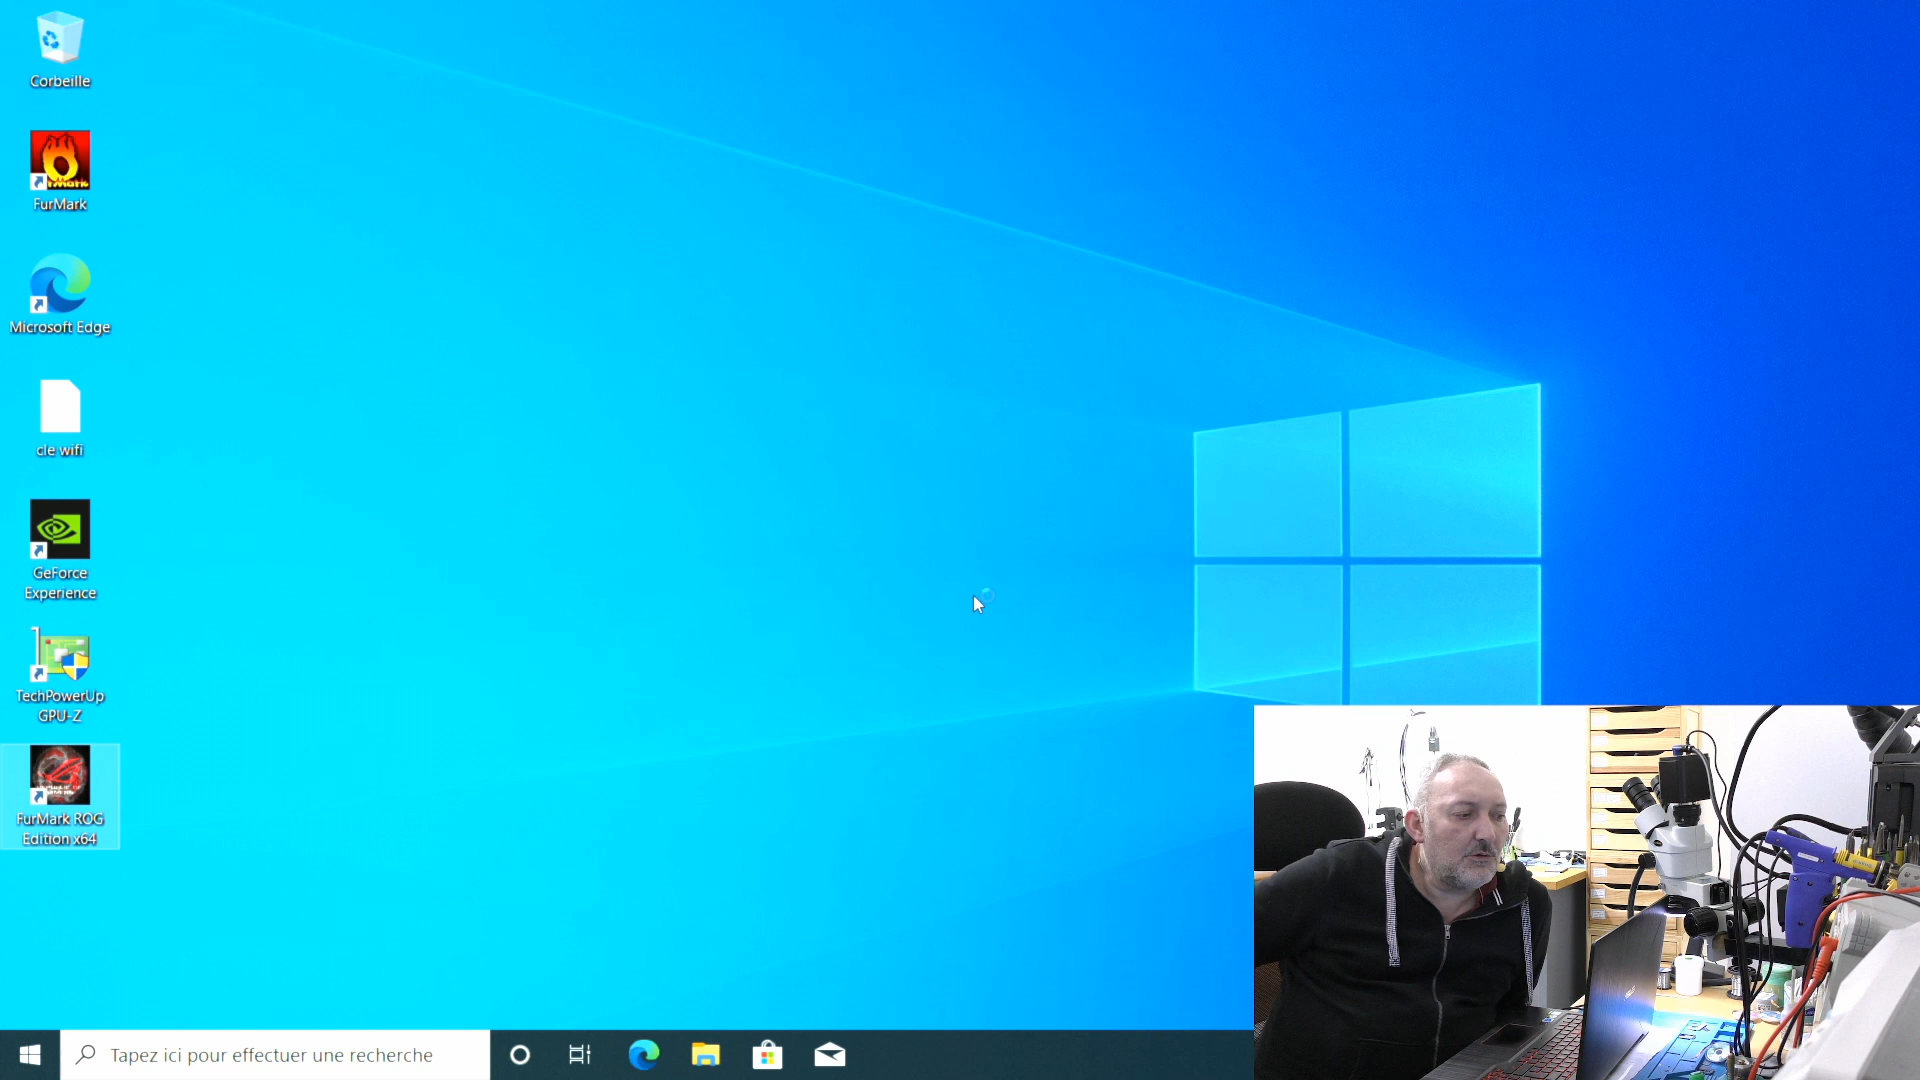 Corbeille
FurMark
Microsoft Edge
cle wifi
GeForce
Experience
TechPowerUp
GPU-Z
FurMark ROG
Edition x64
Tapez ici pour effectuer une recherche